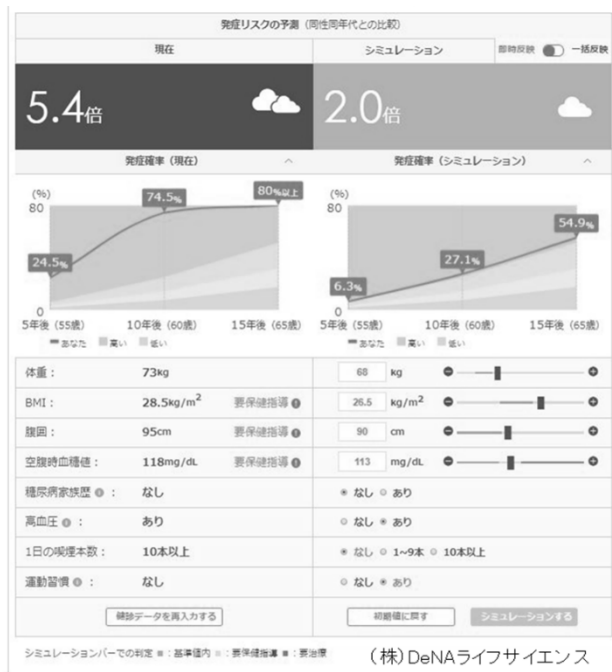 発症リスクの予測（同性同年代との比較）
現在
シミュレーション
即時反映 一括反映
5.4倍
2.0倍
発症確率（現在）
発症確率（シミュレーション）
(%)
80
24.5%
74.5%
80%以上
0
5年後（55歳） 10年後（60歳） 15年後（65歳）
あなた 高い 低い
(%)
80
6.3%
27.1%
54.9%
0
5年後（55歳） 10年後（60歳） 15年後（65歳）
あなた 高い 低い
体重： 73kg 68 kg
BMI： 28.5kg/m² 要保健指導 26.5 kg/m²
腹囲： 95cm 要保健指導 90 cm
空腹時血糖値： 118mg/dL 要保健指導 113 mg/dL
糖尿病家族歴 ： なし なし あり
高血圧 ： あり なし あり
1日の喫煙本数： 10本以上 なし 1~9本 10本以上
運動習慣 ： なし なし あり
健診データを再入力する
初期値に戻す
シミュレーションする
シミュレーションバーでの判定 ■：基準値内 ■：要保健指導 ■：要治療
（株）DeNAライフサイエンス